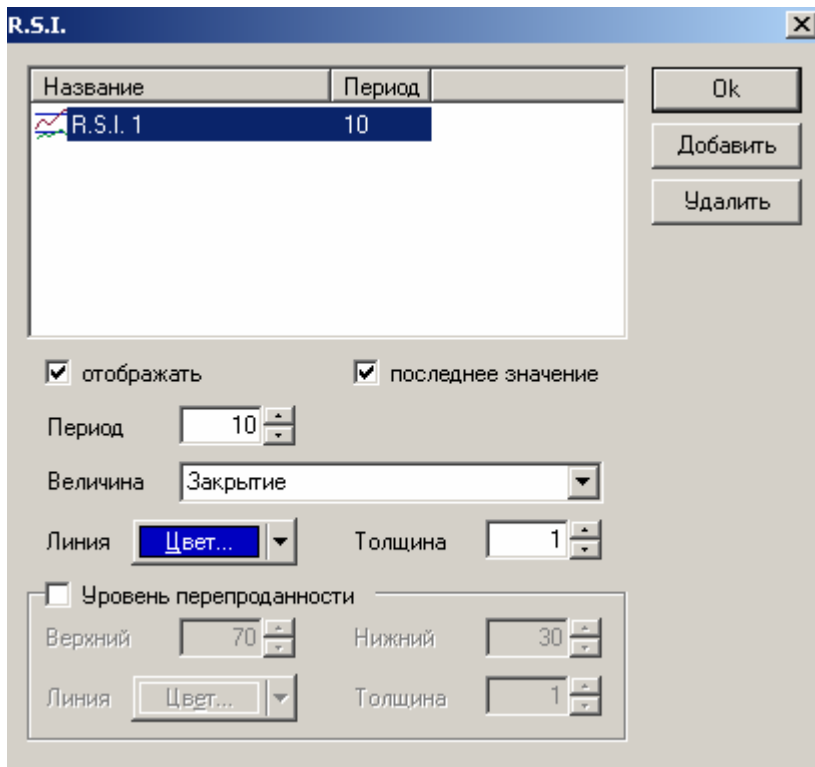 R.S.I.
Название Период
R.S.I. 1 10
Ok
Добавить
Удалить
отображать последнее значение
Период 10
Величина Закрытие
Линия Цвет... Толщина 1
Уровень перепроданности
Верхний 70 Нижний 30
Линия Цвет... Толщина 1